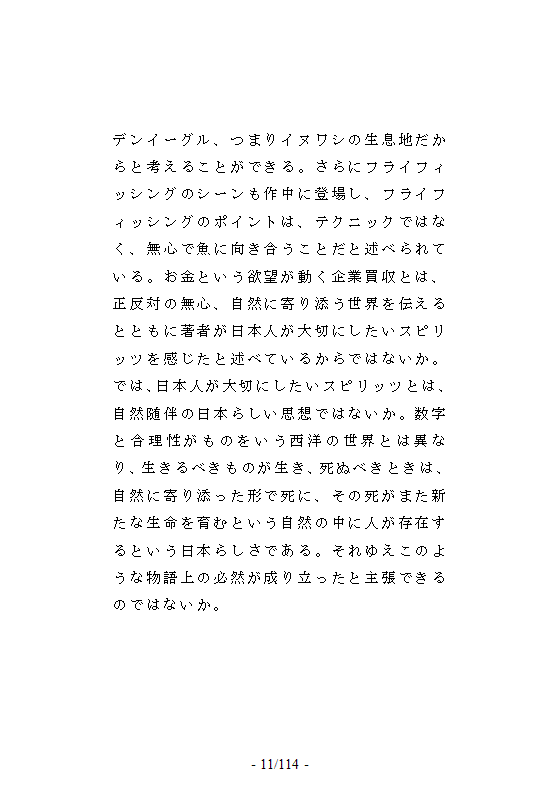 デンイーグル、つまりイヌワシの生息地だか
らと考えることができる。さらにフライフィ
ッシングのシーンも作中に登場し、フライフ
ィッシングのポイントは、テクニックではな
く、無心で魚に向き合うことだと述べられて
いる。お金という欲望が動く企業買収とは、
正反対の無心、自然に寄り添う世界を伝える
とともに著者が日本人が大切にしたいスピリ
ッツを感じたと述べているからではないか。
では、日本人が大切にしたいスピリッツとは、
自然随伴の日本らしい思想ではないか。数字
と合理性がものをいう西洋の世界とは異な
り、生きるべきものが生き、死ぬべきときは、
自然に寄り添った形で死に、その死がまた新
たな生命を育むという自然の中に人が存在す
るという日本らしさである。それゆえこのよ
うな物語上の必然が成り立ったと主張できる
のではないか。
- 11/114 -